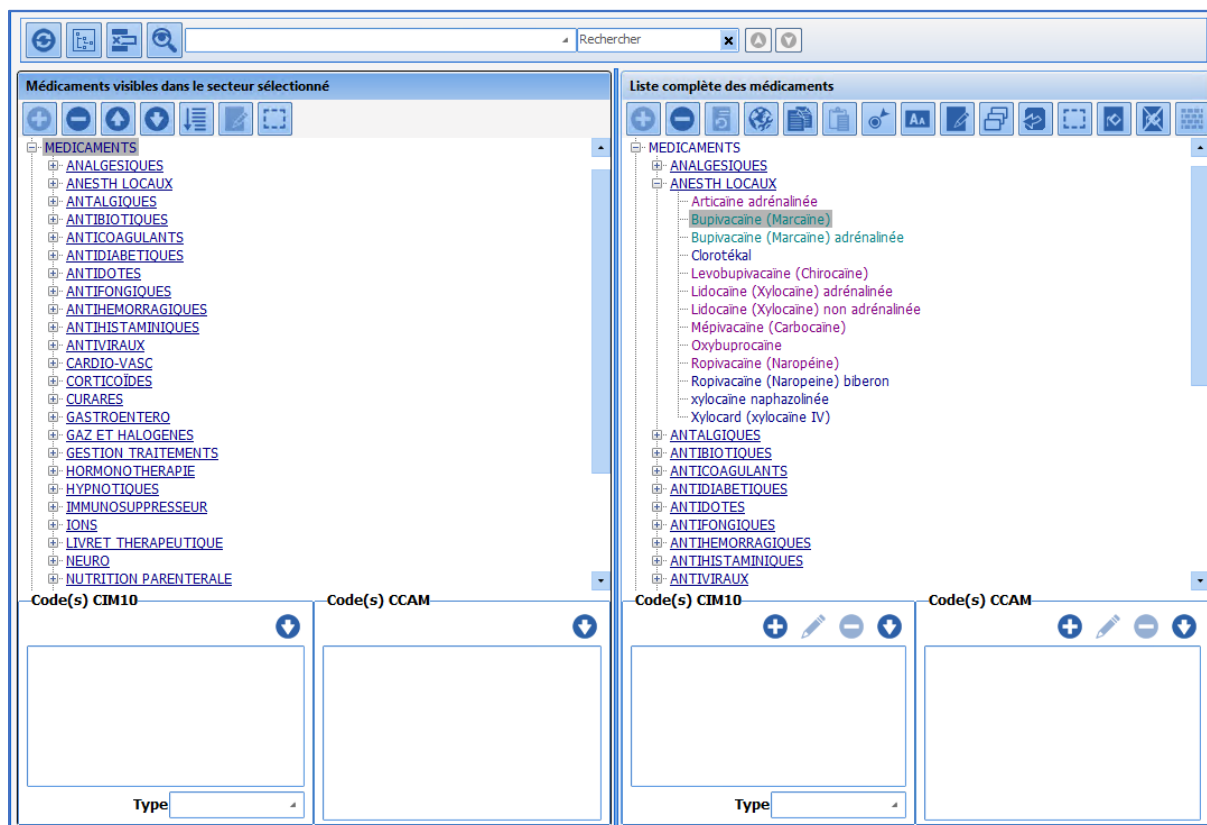 Rechercher
Médicaments visibles dans le secteur sélectionné
MEDICAMENTS
ANALGESIQUES
ANESTH LOCAUX
ANTALGIQUES
ANTIBIOTIQUES
ANTICOAGULANTS
ANTIDIABETIQUES
ANTIDOTES
ANTIFONGIQUES
ANTIHEMORRAGIQUES
ANTIHISTAMINIQUES
ANTIVIRAUX
CARDIO-VASC
CORTICOÏDES
CURARES
GASTROENTERO
GAZ ET HALOGENES
GESTION TRAITEMENTS
HORMONOTHERAPIE
HYPNOTIQUES
IMMUNOSUPPRESSEUR
IONS
LIVRET THERAPEUTIQUE
NEURO
NUTRITION PARENTERALE
Code(s) CIM10
Code(s) CCAM
Type
Liste complète des médicaments
AA
MEDICAMENTS
ANALGESIQUES
ANESTH LOCAUX
Articaïne adrénalinée
Bupivacaïne (Marcaïne)
Bupivacaïne (Marcaïne) adrénalinée
Clorotékal
Levobupivacaïne (Chirocaïne)
Lidocaïne (Xylocaïne) adrénalinée
Lidocaïne (Xylocaïne) non adrénalinée
Mépivacaïne (Carbocaïne)
Oxybuprocaïne
Ropivacaïne (Naropéine)
Ropivacaïne (Naropeine) biberon
xylocaïne naphazolinée
Xylocard (xylocaïne IV)
ANTALGIQUES
ANTIBIOTIQUES
ANTICOAGULANTS
ANTIDIABETIQUES
ANTIDOTES
ANTIFONGIQUES
ANTIHEMORRAGIQUES
ANTIHISTAMINIQUES
ANTIVIRAUX
Code(s) CIM10
Code(s) CCAM
Type